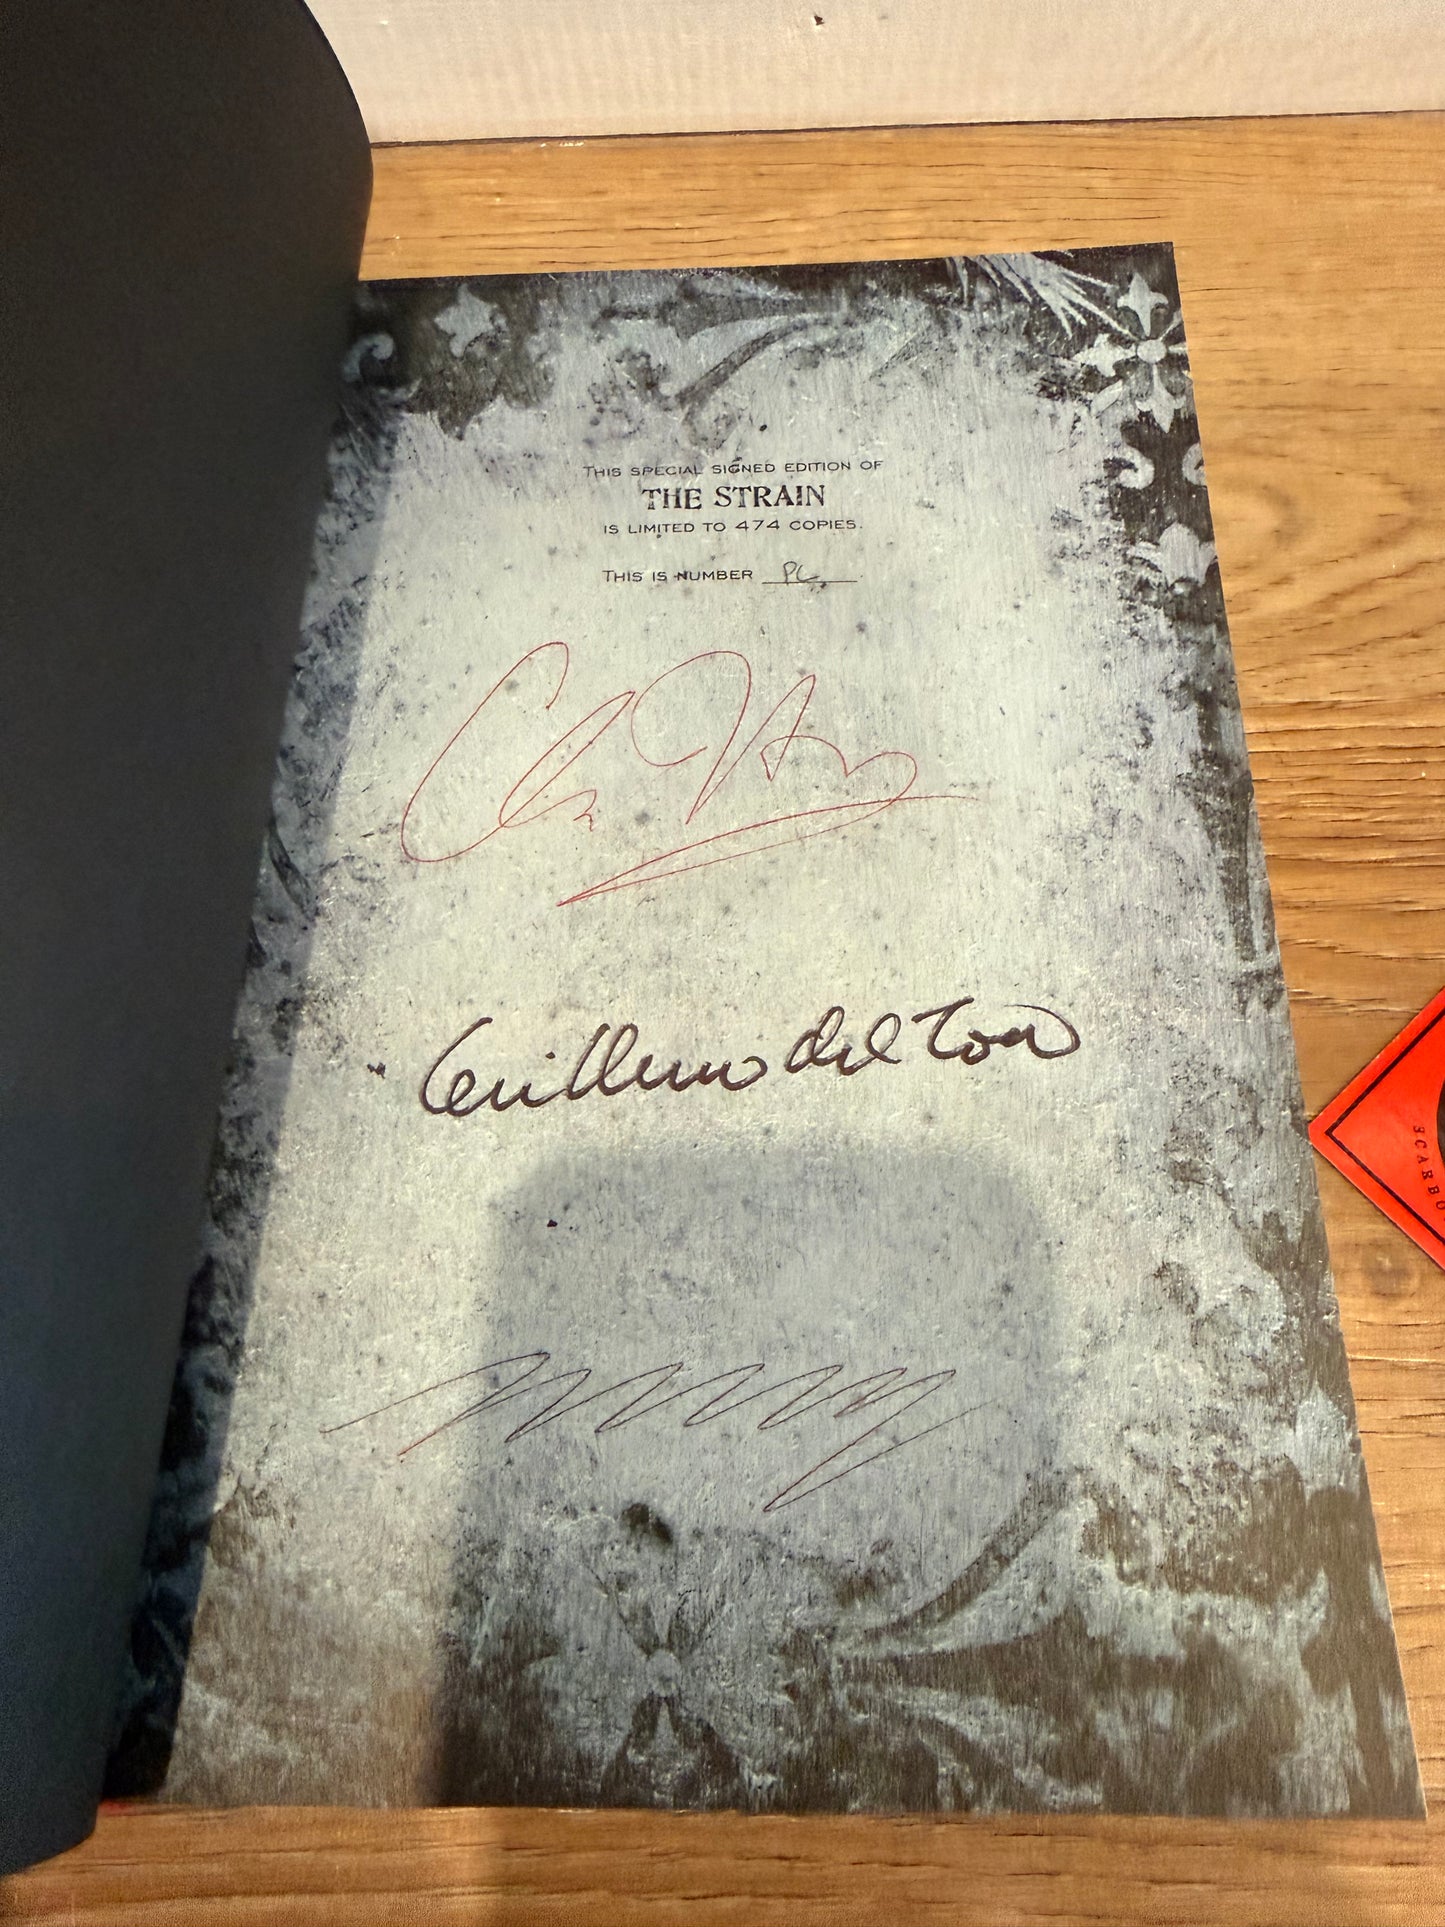 THIS SPECIAL SIGNED EDITION OF
THE STRAIN
IS LIMITED TO 474 COPIES.
THIS IS NUMBER PC
Guillermo del Toro
SCARBO